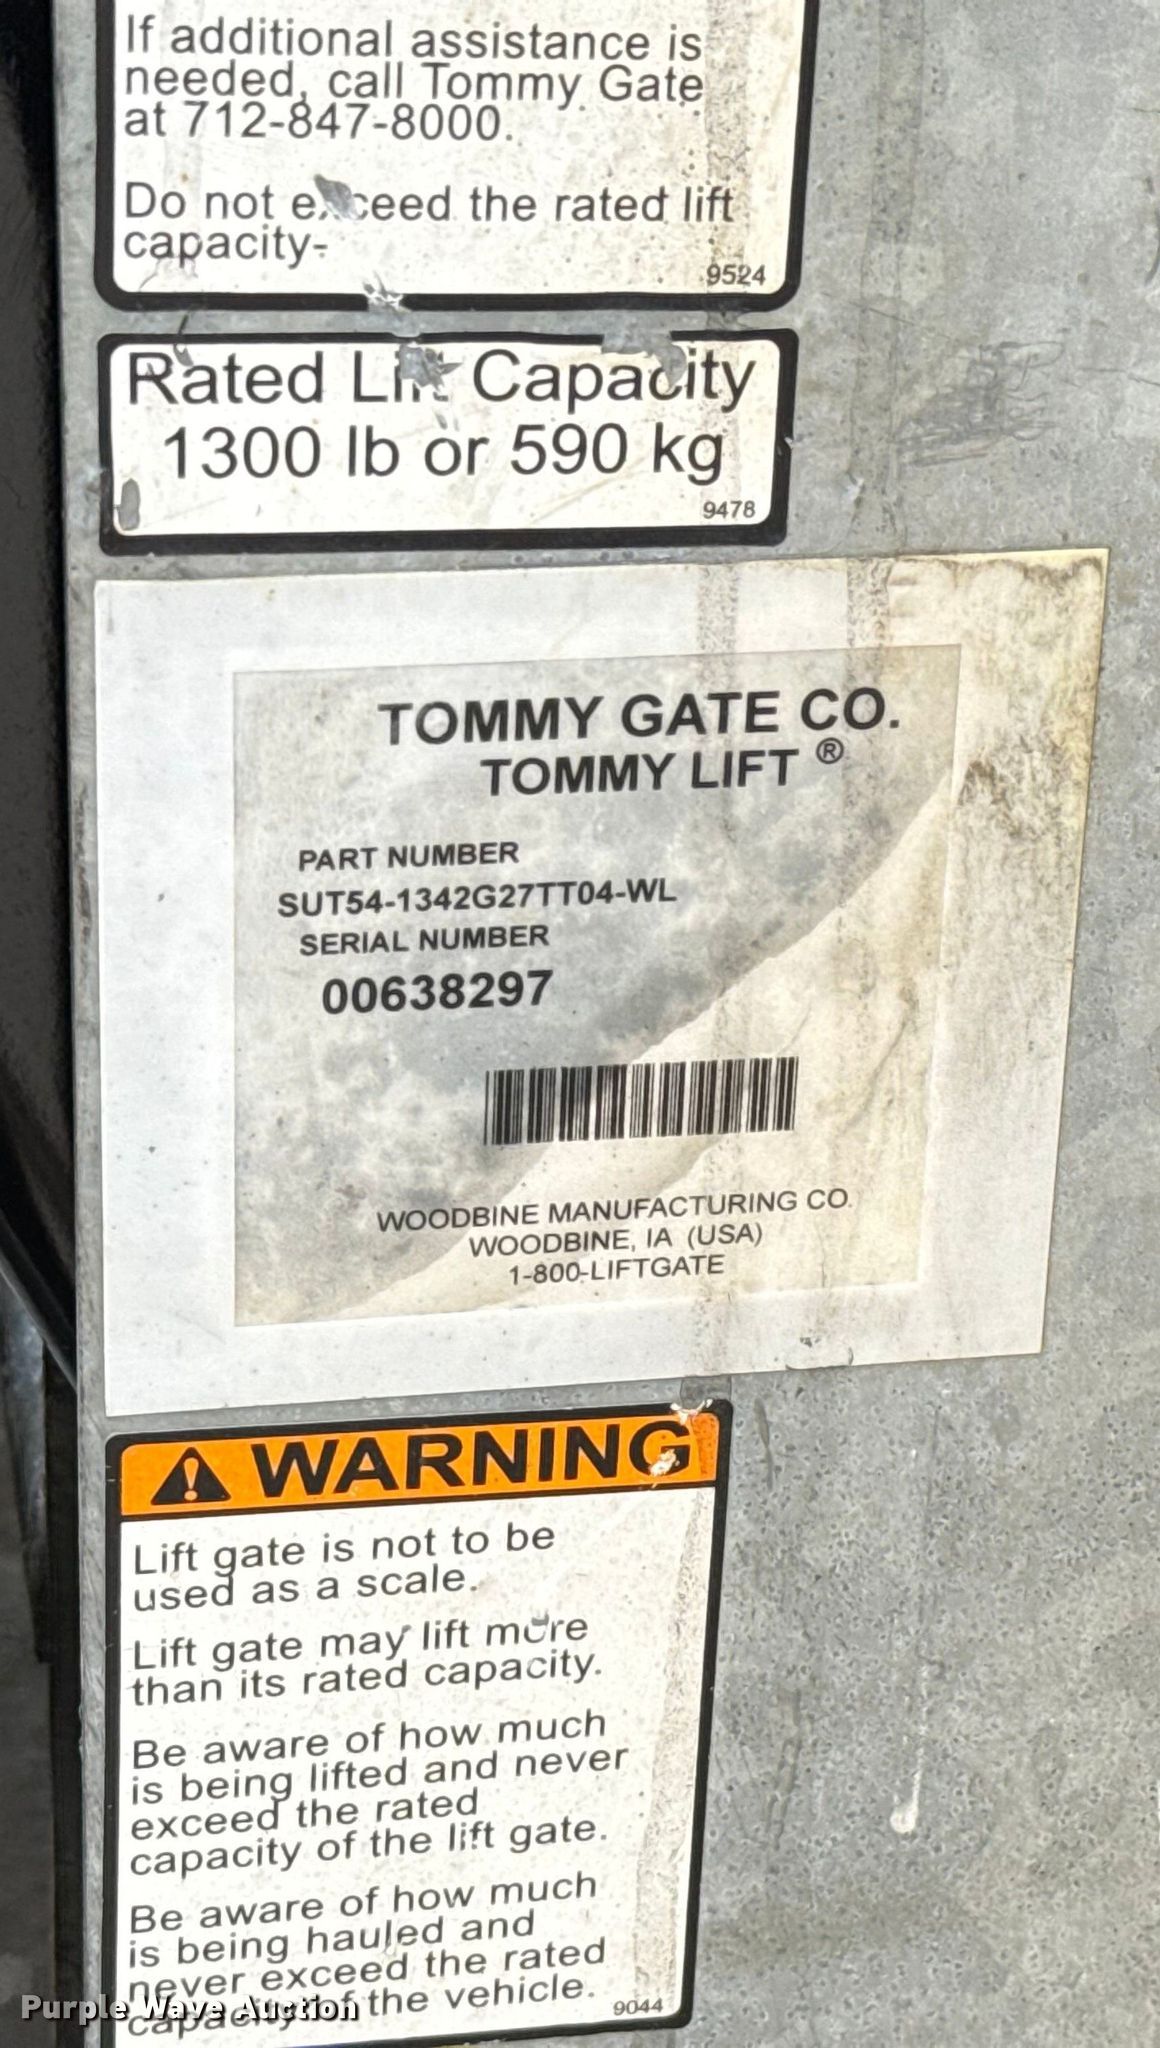 If additional assistance is
needed, call Tommy Gate
at 712-847-8000.
Do not exceed the rated lift
capacity-
9524
Rated Lift Capacity
1300 lb or 590 kg
9478
TOMMY GATE CO.
TOMMY LIFT ®
PART NUMBER
SUT54-1342G27TT04-WL
SERIAL NUMBER
00638297
WOODBINE MANUFACTURING CO.
WOODBINE, IA (USA)
1-800-LIFTGATE
WARNING
Lift gate is not to be
used as a scale.
Lift gate may lift more
than its rated capacity.
Be aware of how much
is being lifted and never
exceed the rated
capacity of the lift gate.
Be aware of how much
is being hauled and
never exceed the rated
capacity of the vehicle.
9044
Purple Wave Auction